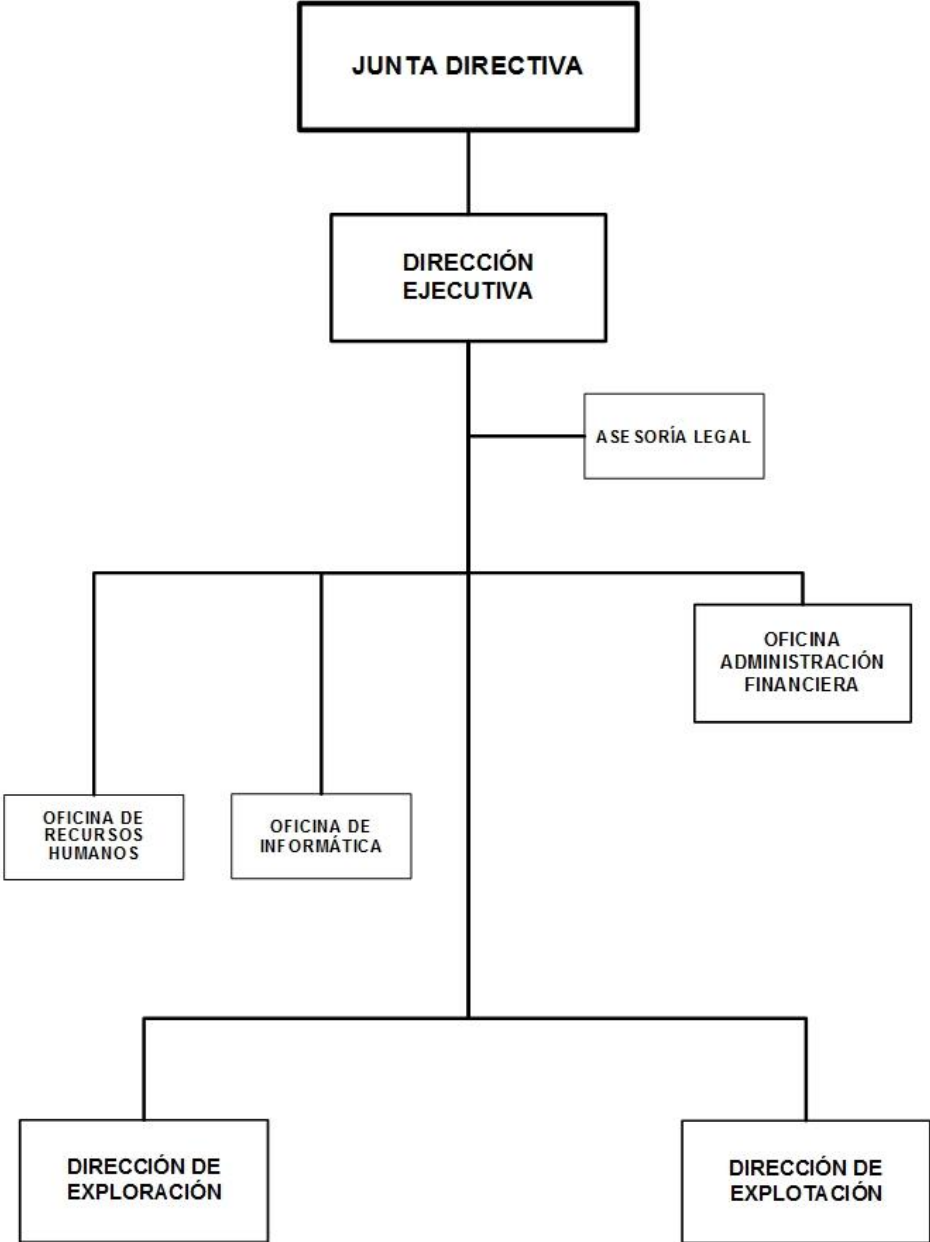 JUNTA DIRECTIVA
DIRECCIÓN
EJECUTIVA
ASESORÍA LEGAL
OFICINA
ADMINISTRACIÓN
FINANCIERA
OFICINA DE
RECURSOS
HUMANOS
OFICINA DE
INFORMÁTICA
DIRECCIÓN DE
EXPLORACIÓN
DIRECCIÓN DE
EXPLOTACIÓN